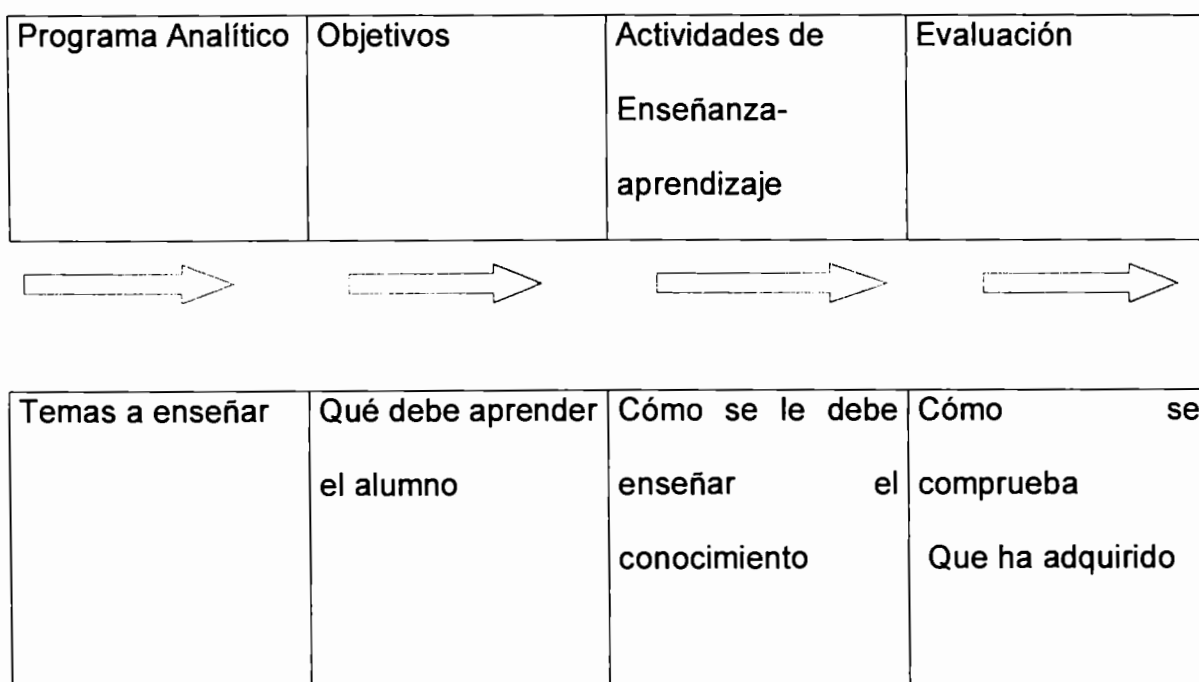 Programa Analítico
Objetivos
Actividades de
Enseñanza-
aprendizaje
Evaluación
Temas a enseñar
Qué debe aprender
el alumno
Cómo se le debe
enseñar el
conocimiento
Cómo se
comprueba
Que ha adquirido